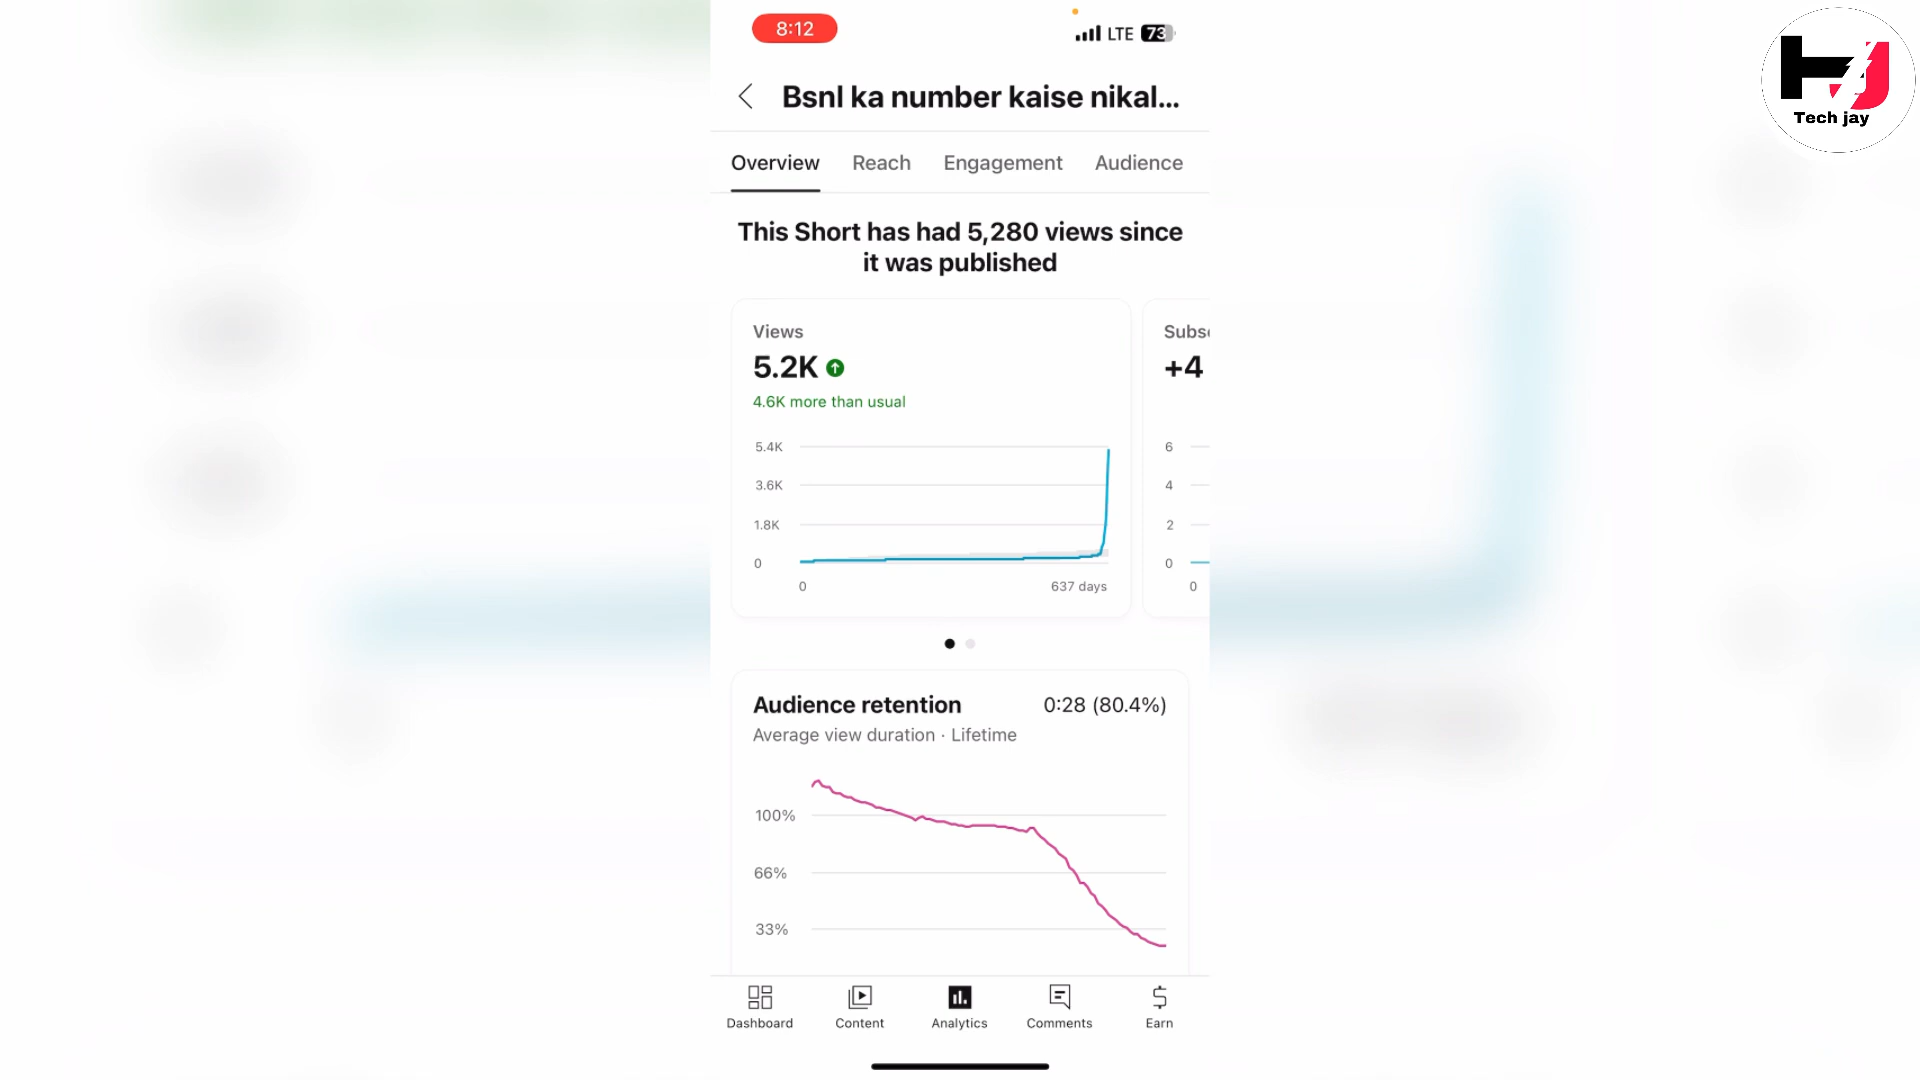 8:12
LTE 73
Tech jay
Bsnl ka number kaise nikal...
Overview Reach Engagement Audience
This Short has had 5,280 views since
it was published
Views
5.2K
4.6K more than usual
5.4K
3.6K
1.8K
0
0 637 days
Subs
+4
6
4
2
0
0
Audience retention 0:28 (80.4%)
Average view duration · Lifetime
100%
66%
33%
Dashboard Content Analytics Comments Earn